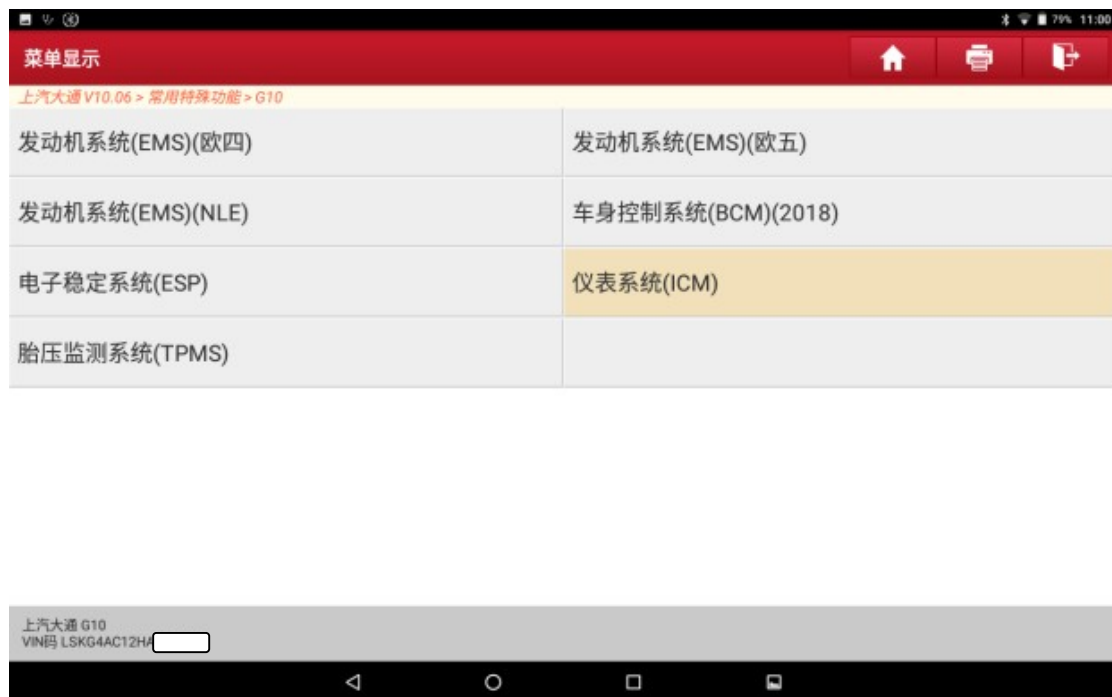 79% 11:00
菜单显示
上汽大通 V10.06 > 常用特殊功能 > G10
发动机系统(EMS)(欧四)
发动机系统(EMS)(欧五)
发动机系统(EMS)(NLE)
车身控制系统(BCM)(2018)
电子稳定系统(ESP)
仪表系统(ICM)
胎压监测系统(TPMS)
上汽大通 G10
VIN码 LSKG4AC12HA